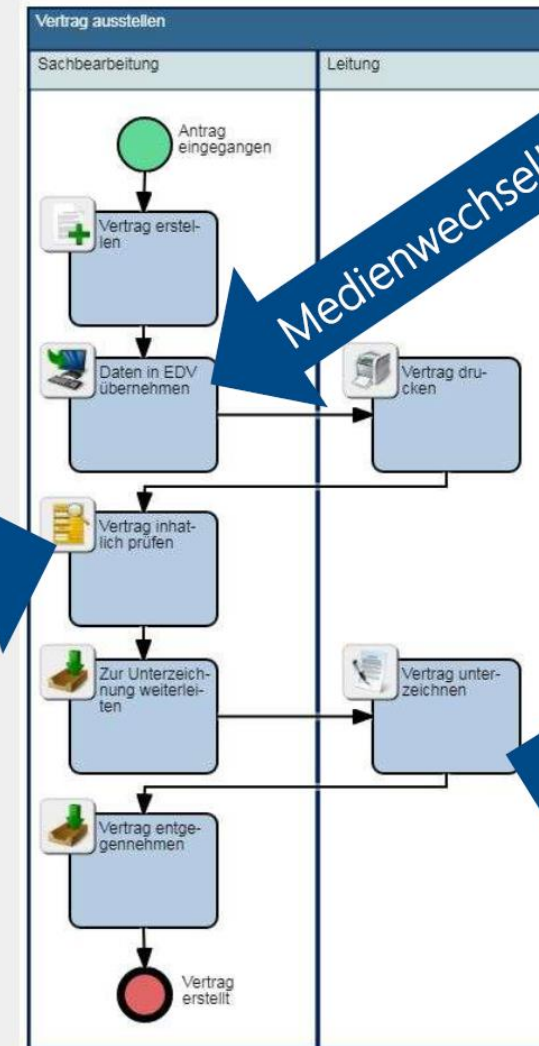 Vertrag ausstellen
Sachbearbeitung
Leitung
Antrag
eingegangen
Vertrag erstel-
len
Medienwechsel
Daten in EDV
übernehmen
Vertrag dru-
cken
Vertrag inhat-
lich prüfen
Zur Unterzeich-
nung weiterlei-
ten
Vertrag unter-
zeichnen
Vertrag entge-
gennehmen
Vertrag
erstellt